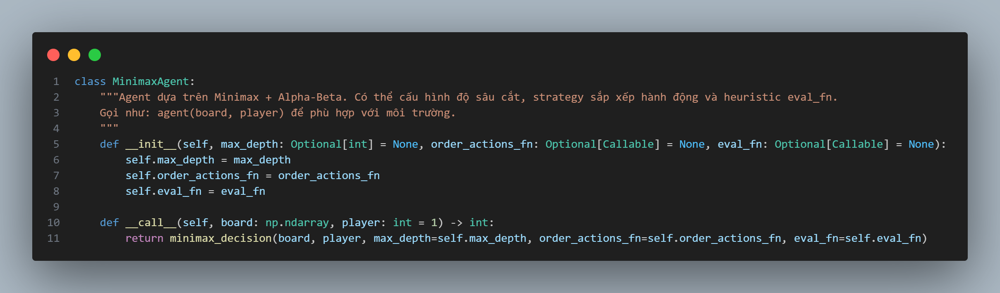 1 class MinimaxAgent:
2     """Agent dựa trên Minimax + Alpha-Beta. Có thể cấu hình độ sâu cắt, strategy sắp xếp hành động và heuristic eval_fn.
3     Gọi như: agent(board, player) để phù hợp với môi trường.
4     """
5     def __init__(self, max_depth: Optional[int] = None, order_actions_fn: Optional[Callable] = None, eval_fn: Optional[Callable] = None):
6         self.max_depth = max_depth
7         self.order_actions_fn = order_actions_fn
8         self.eval_fn = eval_fn
9
10     def __call__(self, board: np.ndarray, player: int = 1) -> int:
11         return minimax_decision(board, player, max_depth=self.max_depth, order_actions_fn=self.order_actions_fn, eval_fn=self.eval_fn)